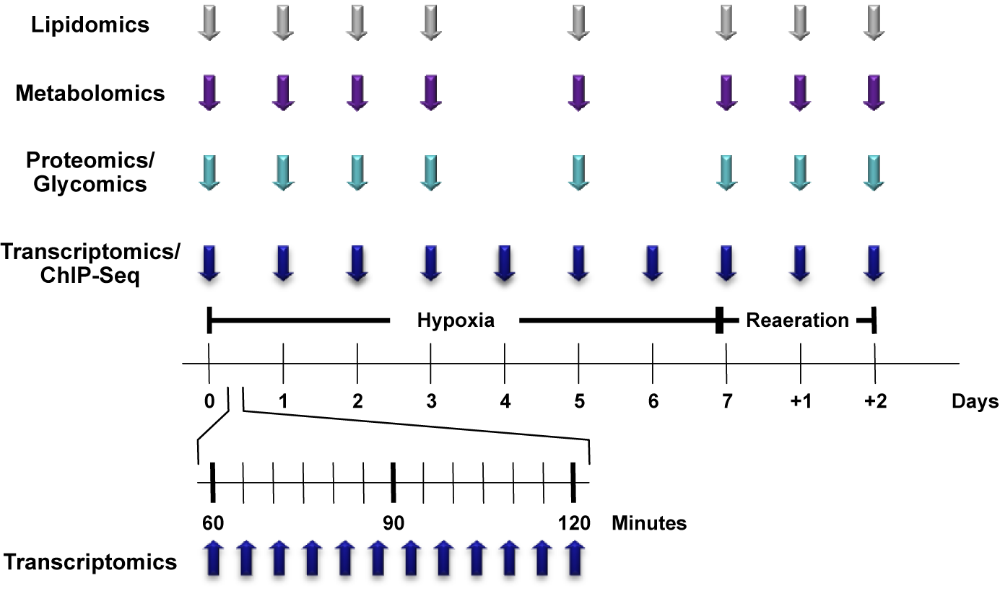 Lipidomics
Metabolomics
Proteomics/
Glycomics
Transcriptomics/
ChIP-Seq
Hypoxia Reaeration
0 1 2 3 4 5 6 7 +1 +2 Days
60 90 120 Minutes
Transcriptomics